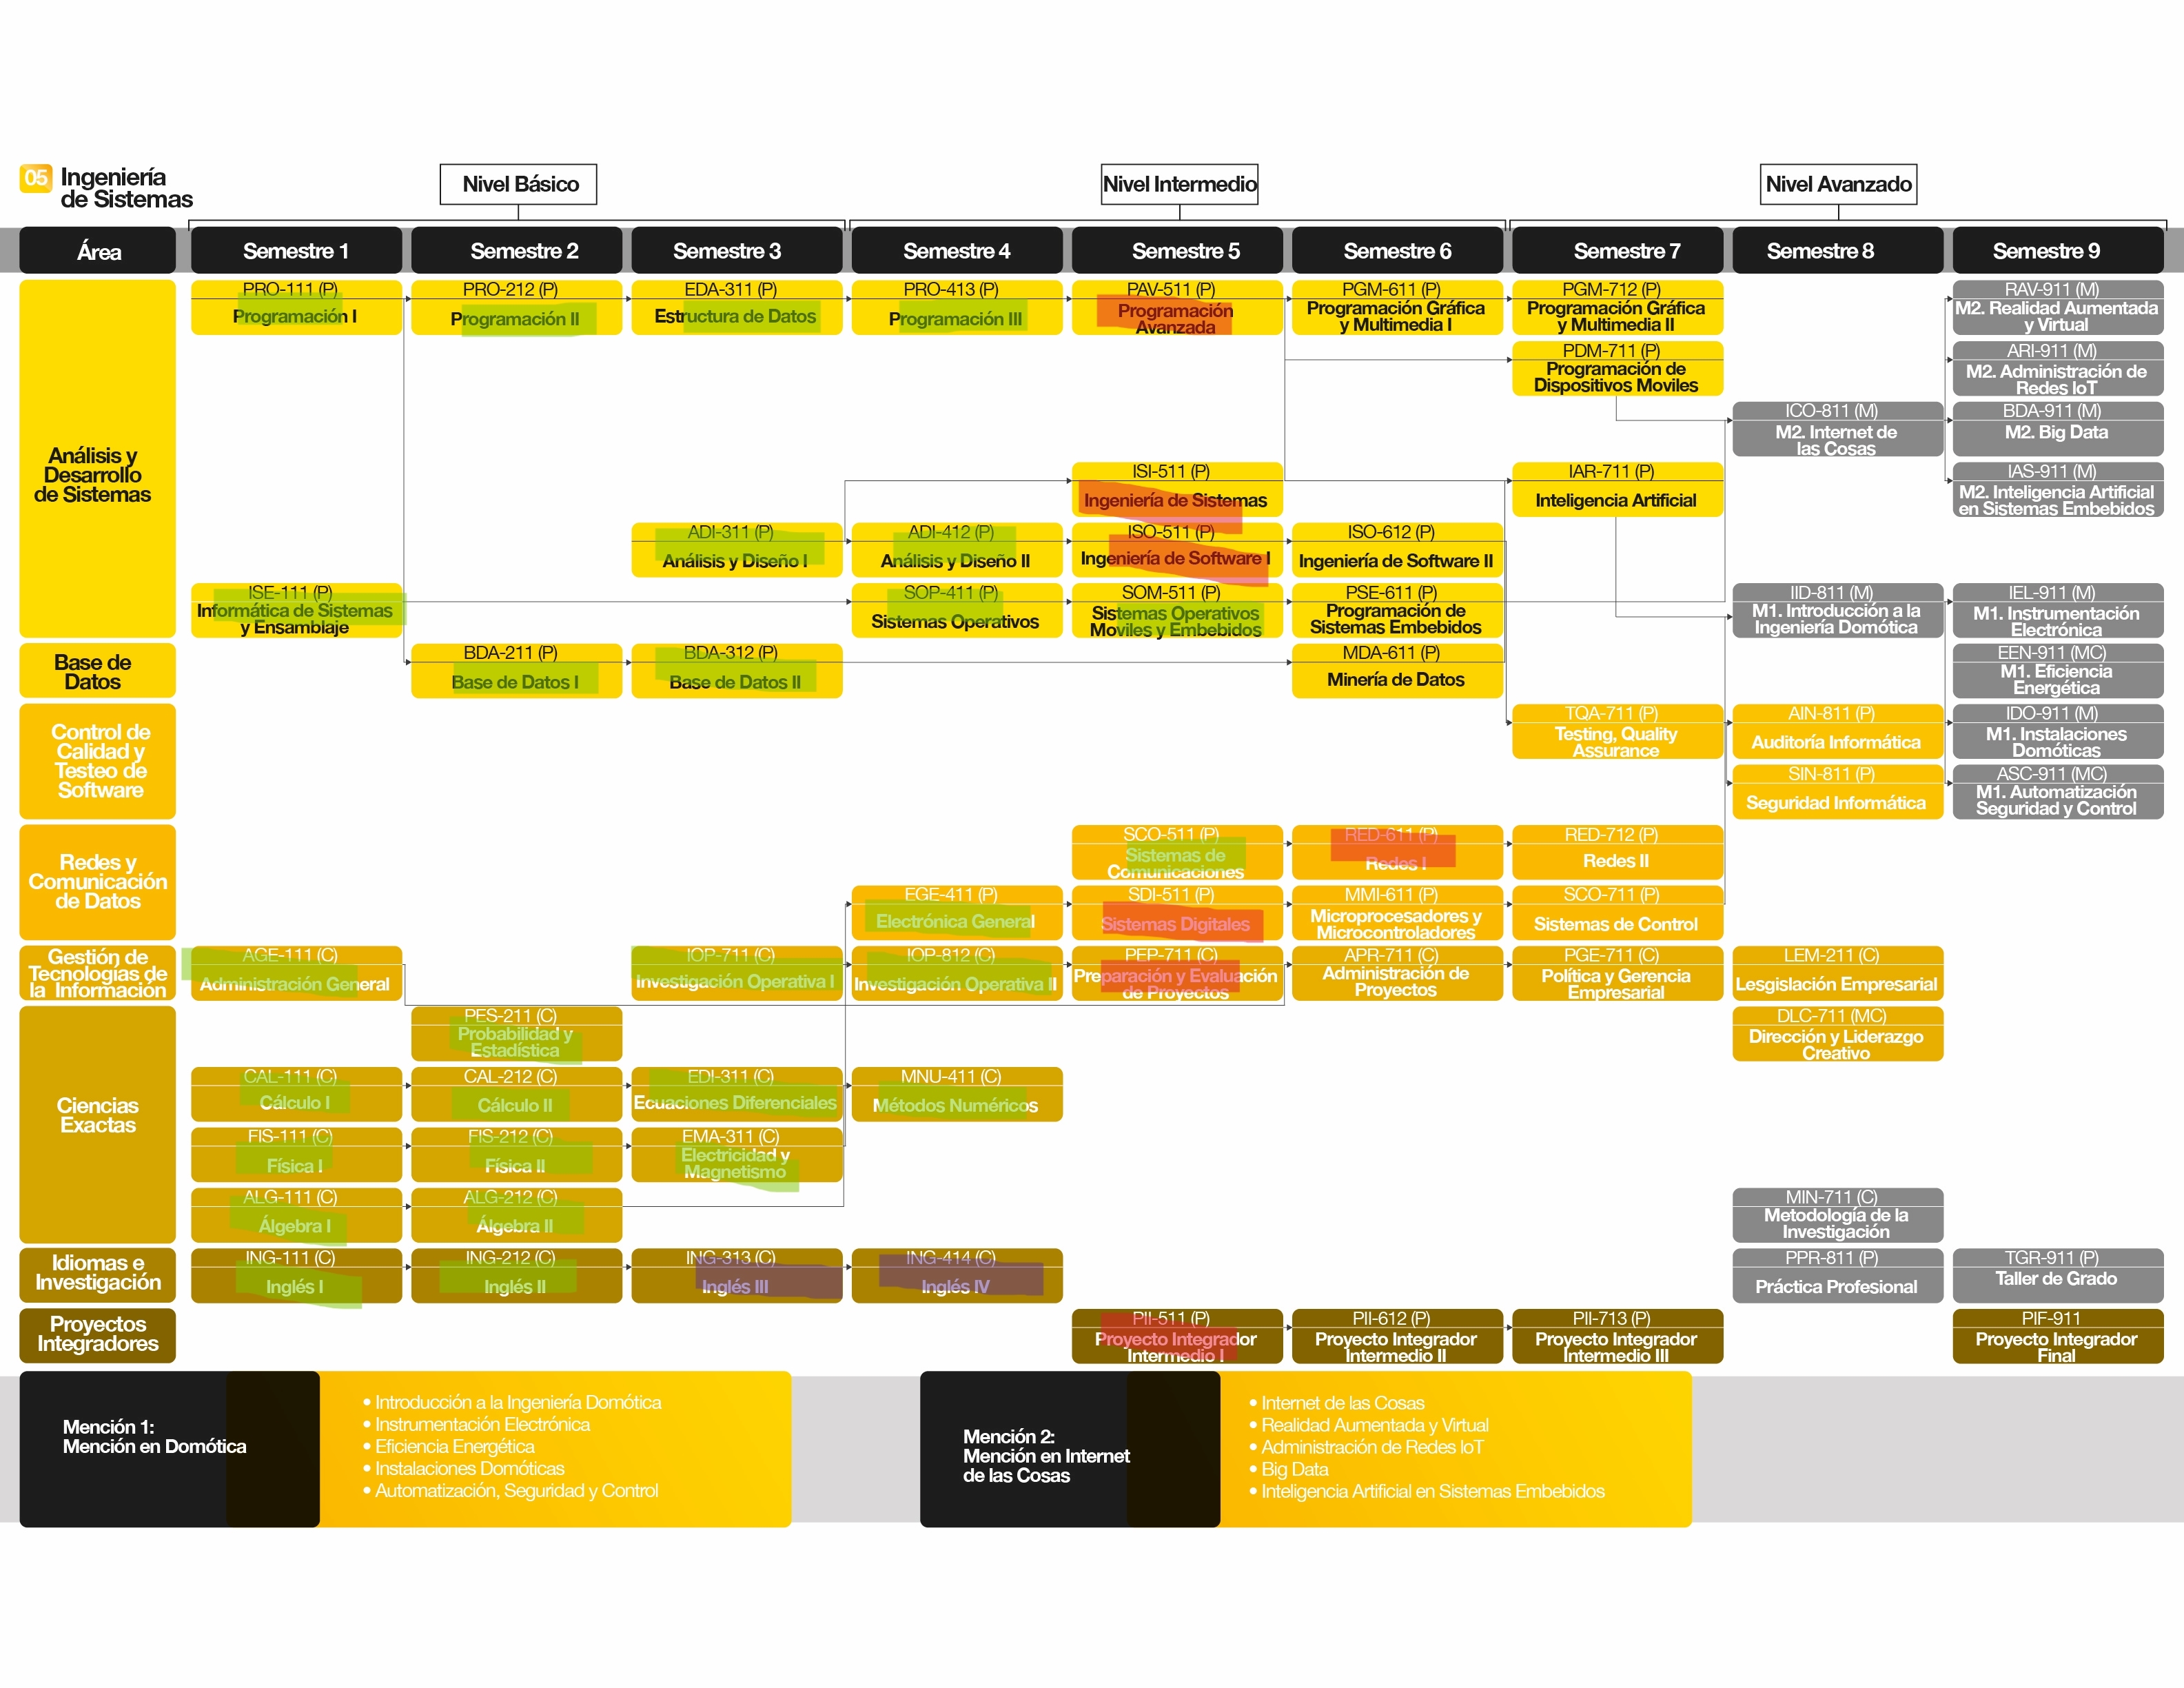 05 Ingeniería
de Sistemas
Nivel Básico
Nivel Intermedio
Nivel Avanzado
Área
Semestre 1
Semestre 2
Semestre 3
Semestre 4
Semestre 5
Semestre 6
Semestre 7
Semestre 8
Semestre 9
Análisis y
Desarrollo
de Sistemas
PRO-111 (P)
Programación I
PRO-212 (P)
Programación II
EDA-311 (P)
Estructura de Datos
PRO-413 (P)
Programación III
PAV-511 (P)
Programación
Avanzada
PGM-611 (P)
Programación Gráfica
y Multimedia I
PGM-712 (P)
Programación Gráfica
y Multimedia II
RAV-911 (M)
M2. Realidad Aumentada
y Virtual
PDM-711 (P)
Programación de
Dispositivos Moviles
ARI-911 (M)
M2. Administración de
Redes IoT
ICO-811 (M)
M2. Internet de
las Cosas
BDA-911 (M)
M2. Big Data
ISI-511 (P)
Ingeniería de Sistemas
IAR-711 (P)
Inteligencia Artificial
IAS-911 (M)
M2. Inteligencia Artificial
en Sistemas Embebidos
ADI-311 (P)
Análisis y Diseño I
ADI-412 (P)
Análisis y Diseño II
ISO-511 (P)
Ingeniería de Software I
ISO-612 (P)
Ingeniería de Software II
ISE-111 (P)
Informática de Sistemas
y Ensamblaje
SOP-411 (P)
Sistemas Operativos
SOM-511 (P)
Sistemas Operativos
Moviles y Embebidos
PSE-611 (P)
Programación de
Sistemas Embebidos
IID-811 (M)
M1. Introducción a la
Ingeniería Domótica
IEL-911 (M)
M1. Instrumentación
Electrónica
Base de
Datos
BDA-211 (P)
Base de Datos I
BDA-312 (P)
Base de Datos II
MDA-611 (P)
Minería de Datos
EEN-911 (MC)
M1. Eficiencia
Energética
Control de
Calidad y
Testeo de
Software
TQA-711 (P)
Testing, Quality
Assurance
AIN-811 (P)
Auditoría Informática
IDO-911 (M)
M1. Instalaciones
Domóticas
SIN-811 (P)
Seguridad Informática
ASC-911 (MC)
M1. Automatización
Seguridad y Control
Redes y
Comunicación
de Datos
SCO-511 (P)
Sistemas de
Comunicaciones
RED-611 (P)
Redes I
RED-712 (P)
Redes II
EGE-411 (P)
Electrónica General
SDI-511 (P)
Sistemas Digitales
MMI-611 (P)
Microprocesadores y
Microcontroladores
SCO-711 (P)
Sistemas de Control
Gestión de
Tecnologías de
la Información
AGE-111 (C)
Administración General
IOP-711 (C)
Investigación Operativa I
IOP-812 (C)
Investigación Operativa II
PEP-711 (C)
Preparación y Evaluación
de Proyectos
APR-711 (C)
Administración de
Proyectos
PGE-711 (C)
Política y Gerencia
Empresarial
LEM-211 (C)
Lesgislación Empresarial
Ciencias
Exactas
PES-211 (C)
Probabilidad y
Estadística
DLC-711 (MC)
Dirección y Liderazgo
Creativo
CAL-111 (C)
Cálculo I
CAL-212 (C)
Cálculo II
EDI-311 (C)
Ecuaciones Diferenciales
MNU-411 (C)
Métodos Numéricos
FIS-111 (C)
Física I
FIS-212 (C)
Física II
EMA-311 (C)
Electricidad y
Magnetismo
ALG-111 (C)
Álgebra I
ALG-212 (C)
Álgebra II
MIN-711 (C)
Metodología de la
Investigación
Idiomas e
Investigación
ING-111 (C)
Inglés I
ING-212 (C)
Inglés II
ING-313 (C)
Inglés III
ING-414 (C)
Inglés IV
PPR-811 (P)
Práctica Profesional
TGR-911 (P)
Taller de Grado
Proyectos
Integradores
PII-511 (P)
Proyecto Integrador
Intermedio I
PII-612 (P)
Proyecto Integrador
Intermedio II
PII-713 (P)
Proyecto Integrador
Intermedio III
PIF-911
Proyecto Integrador
Final
Mención 1:
Mención en Domótica
• Introducción a la Ingeniería Domótica
• Instrumentación Electrónica
• Eficiencia Energética
• Instalaciones Domóticas
• Automatización, Seguridad y Control
Mención 2:
Mención en Internet
de las Cosas
• Internet de las Cosas
• Realidad Aumentada y Virtual
• Administración de Redes IoT
• Big Data
• Inteligencia Artificial en Sistemas Embebidos